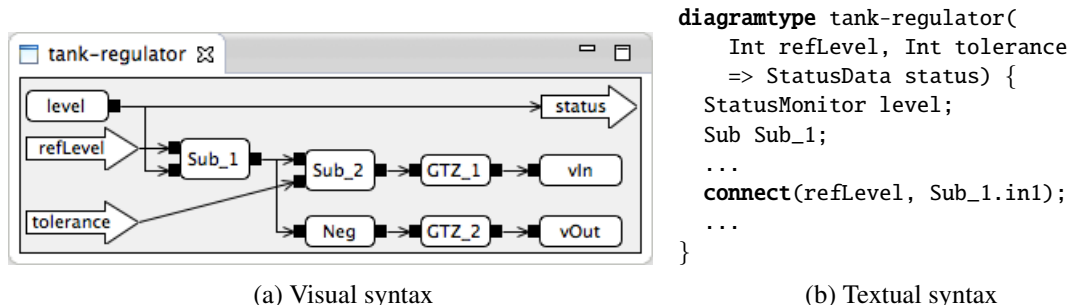 tank-regulator
level
status
refLevel
Sub_1
Sub_2
GTZ_1
vIn
tolerance
Neg
GTZ_2
vOut
(a) Visual syntax
diagramtype tank-regulator(
Int refLevel, Int tolerance
=> StatusData status) {
StatusMonitor level;
Sub Sub_1;
...
connect(refLevel, Sub_1.in1);
...
}
(b) Textual syntax